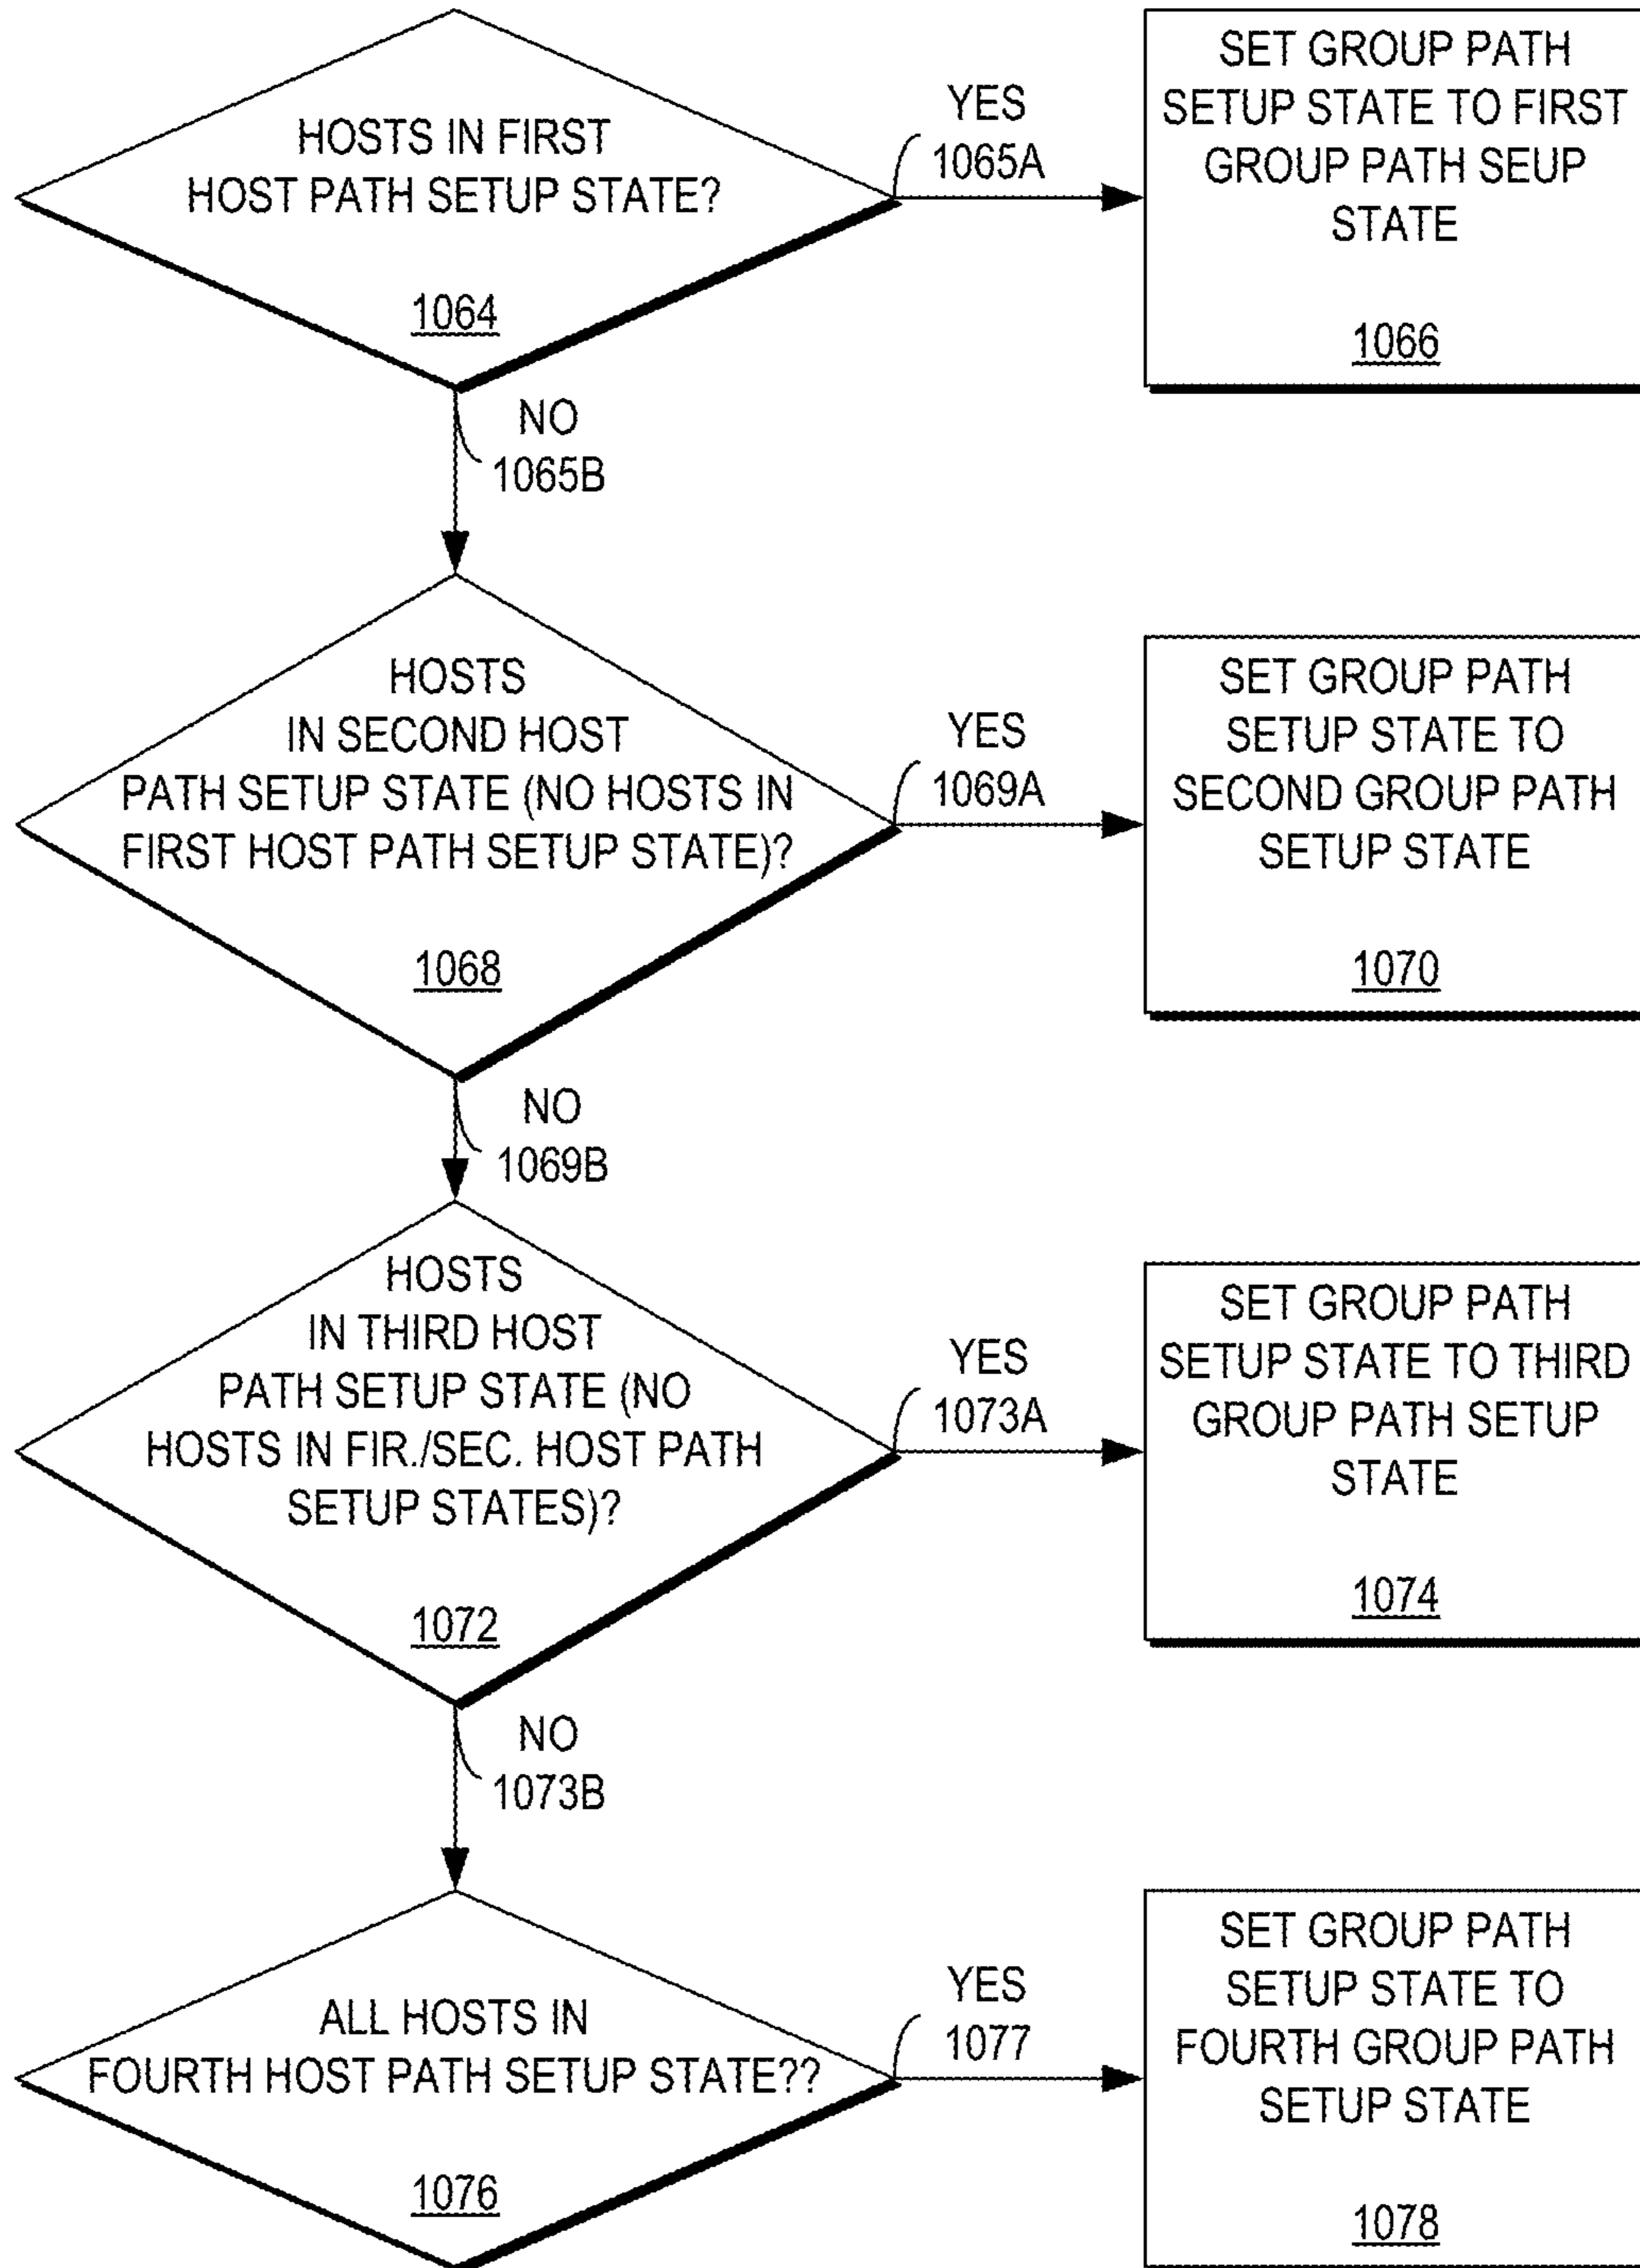 HOSTS IN FIRST
HOST PATH SETUP STATE?
1064
YES
1065A
SET GROUP PATH
SETUP STATE TO FIRST
GROUP PATH SEUP
STATE
1066
NO
1065B
HOSTS
IN SECOND HOST
PATH SETUP STATE (NO HOSTS IN
FIRST HOST PATH SETUP STATE)?
1068
YES
1069A
SET GROUP PATH
SETUP STATE TO
SECOND GROUP PATH
SETUP STATE
1070
NO
1069B
HOSTS
IN THIRD HOST
PATH SETUP STATE (NO
HOSTS IN FIR./SEC. HOST PATH
SETUP STATES)?
1072
YES
1073A
SET GROUP PATH
SETUP STATE TO THIRD
GROUP PATH SETUP
STATE
1074
NO
1073B
ALL HOSTS IN
FOURTH HOST PATH SETUP STATE??
1076
YES
1077
SET GROUP PATH
SETUP STATE TO
FOURTH GROUP PATH
SETUP STATE
1078